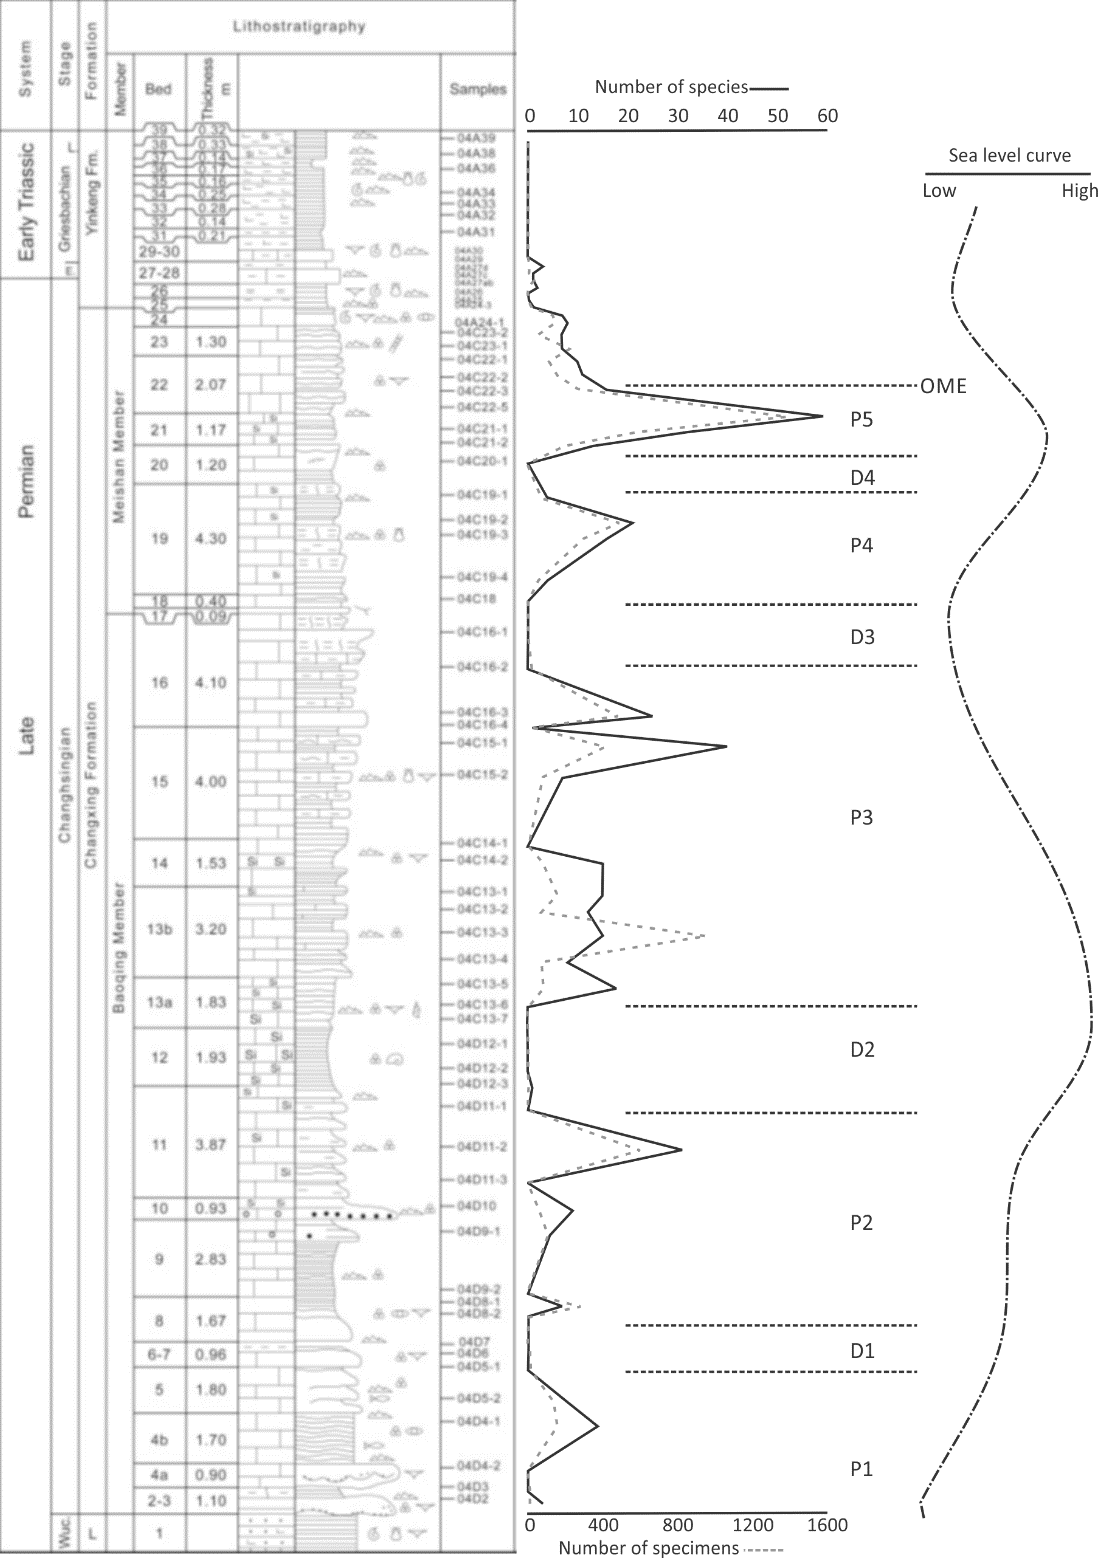 Lithostratigraphy
System
Stage
Formation
Member
Bed
Thickness m
Samples
Number of species
0 10 20 30 40 50 60
Sea level curve
Low High
Early Triassic
Permian
Late
Griesbachian
Changhsingian
Wuc.
Yinkeng Fm.
Changxing Formation
Meishan Member
Baoqing Member
39 0.32 04A39
38 0.33 04A38
37 0.14
36 0.17 04A36
35 0.16
34 0.25 04A34
33 0.28 04A33
32 0.14 04A32
31 0.21 04A31
29-30 04A30
04A29
27-28
26
25
24 04A24-1
04C23-2
23 1.30 04C23-1
04C22-1
22 2.07 04C22-2
04C22-3
04C22-5
21 1.17 04C21-1
04C21-2
20 1.20 04C20-1
04C19-1
04C19-2
19 4.30 04C19-3
04C19-4
18 0.40 04C18
17 0.09
04C16-1
04C16-2
16 4.10
04C16-3
04C16-4
04C15-1
15 4.00 04C15-2
04C14-1
14 1.53 04C14-2
04C13-1
04C13-2
13b 3.20 04C13-3
04C13-4
04C13-5
13a 1.83 04C13-6
04C13-7
04D12-1
12 1.93 04D12-2
04D12-3
04D11-1
11 3.87 04D11-2
04D11-3
10 0.93 04D10
04D9-1
9 2.83
04D9-2
04D8-1
8 1.67 04D8-2
04D7
6-7 0.96 04D6
04D5-1
5 1.80 04D5-2
04D4-1
4b 1.70
04D4-2
4a 0.90
04D3
2-3 1.10 04D2
1
OME
P5
D4
P4
D3
P3
D2
P2
D1
P1
0 400 800 1200 1600
Number of specimens